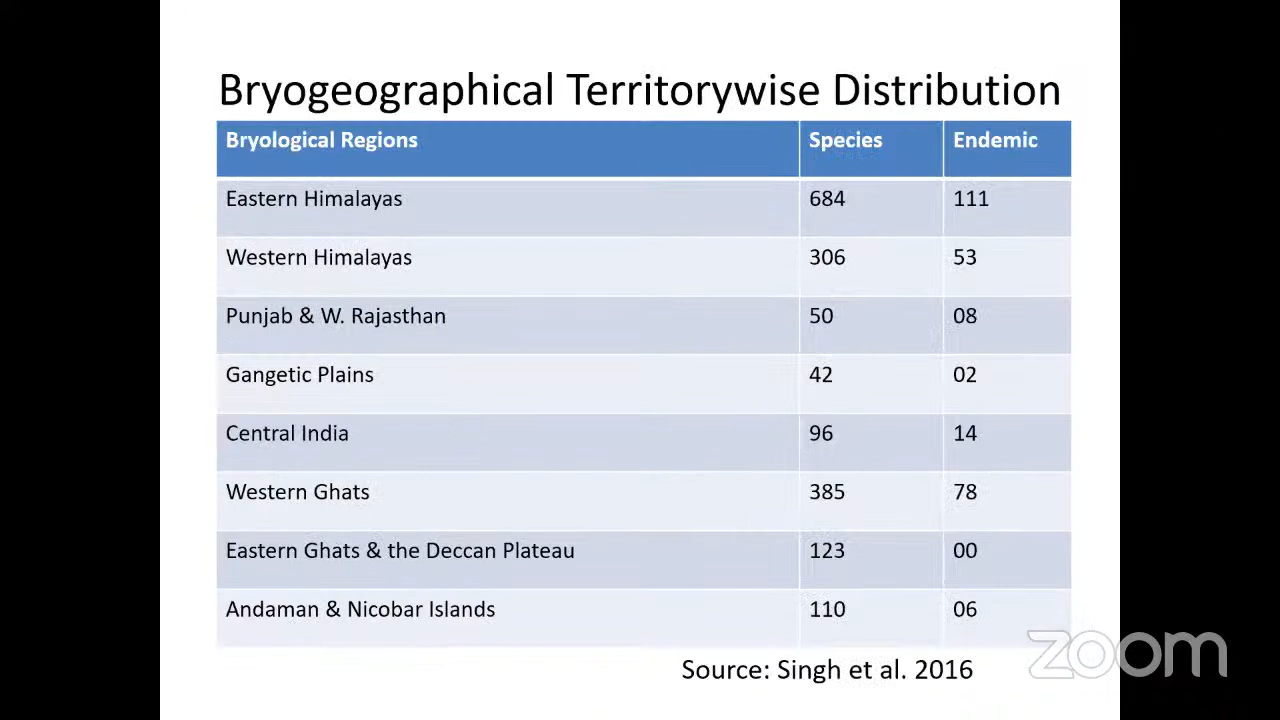 Bryogeographical Territorywise Distribution
Bryological Regions Species Endemic
Eastern Himalayas 684 111
Western Himalayas 306 53
Punjab & W. Rajasthan 50 08
Gangetic Plains 42 02
Central India 96 14
Western Ghats 385 78
Eastern Ghats & the Deccan Plateau 123 00
Andaman & Nicobar Islands 110 06
Source: Singh et al. 2016
zoom